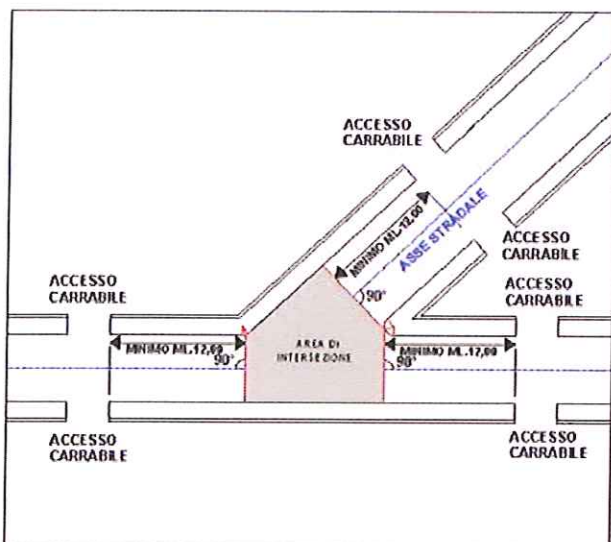 ACCESSO
CARRABILE
MINIMO ML.12,00
ASSE STRADALE
ACCESSO
CARRABILE
90°
ACCESSO
CARRABILE
ACCESSO
CARRABILE
MINIMO ML.12,00
90°
AREA DI
INTERSEZIONE
MINIMO ML.12,00
90°
ACCESSO
CARRABILE
ACCESSO
CARRABILE